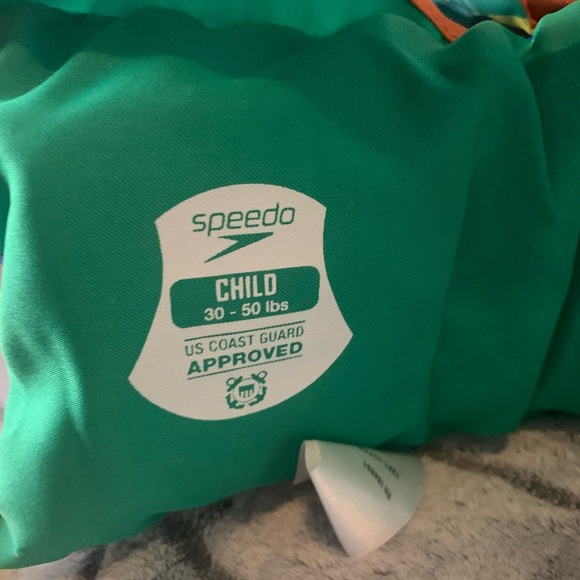 speedo
CHILD
30 - 50 lbs
US COAST GUARD
APPROVED